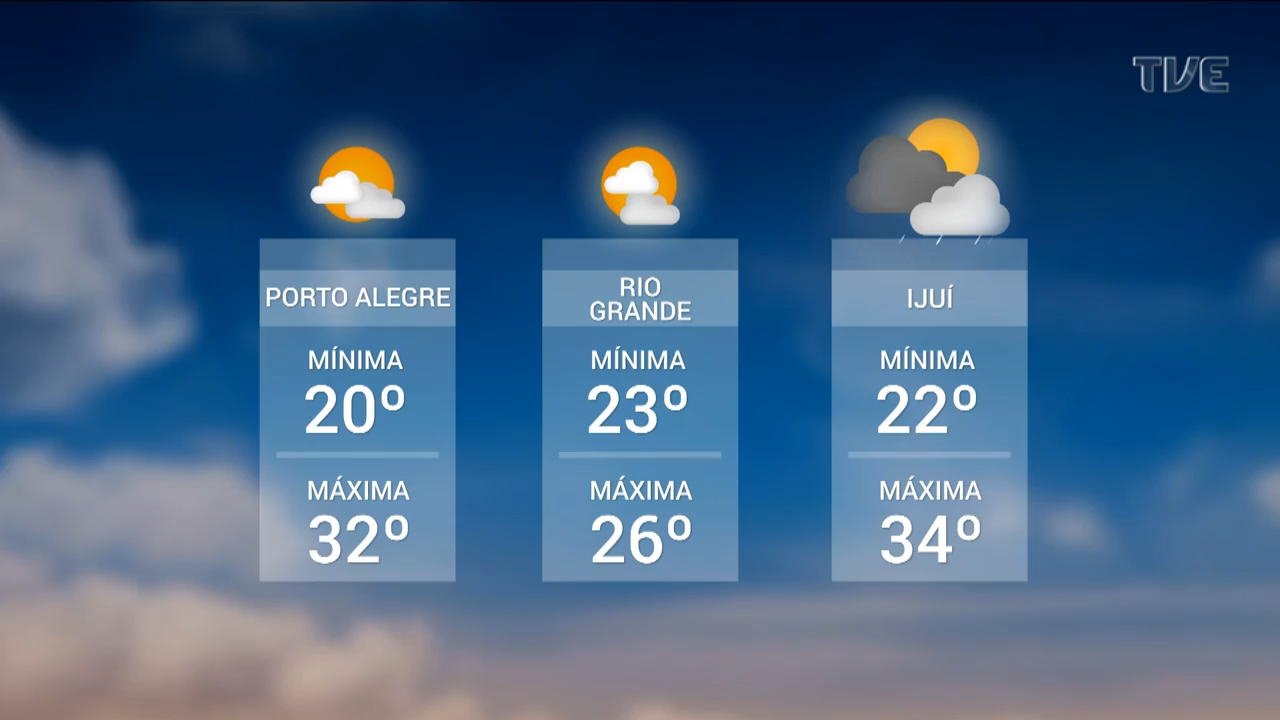 TVE
PORTO ALEGRE
MÍNIMA
20º
MÁXIMA
32º
RIO
GRANDE
MÍNIMA
23º
MÁXIMA
26º
IJUÍ
MÍNIMA
22º
MÁXIMA
34º